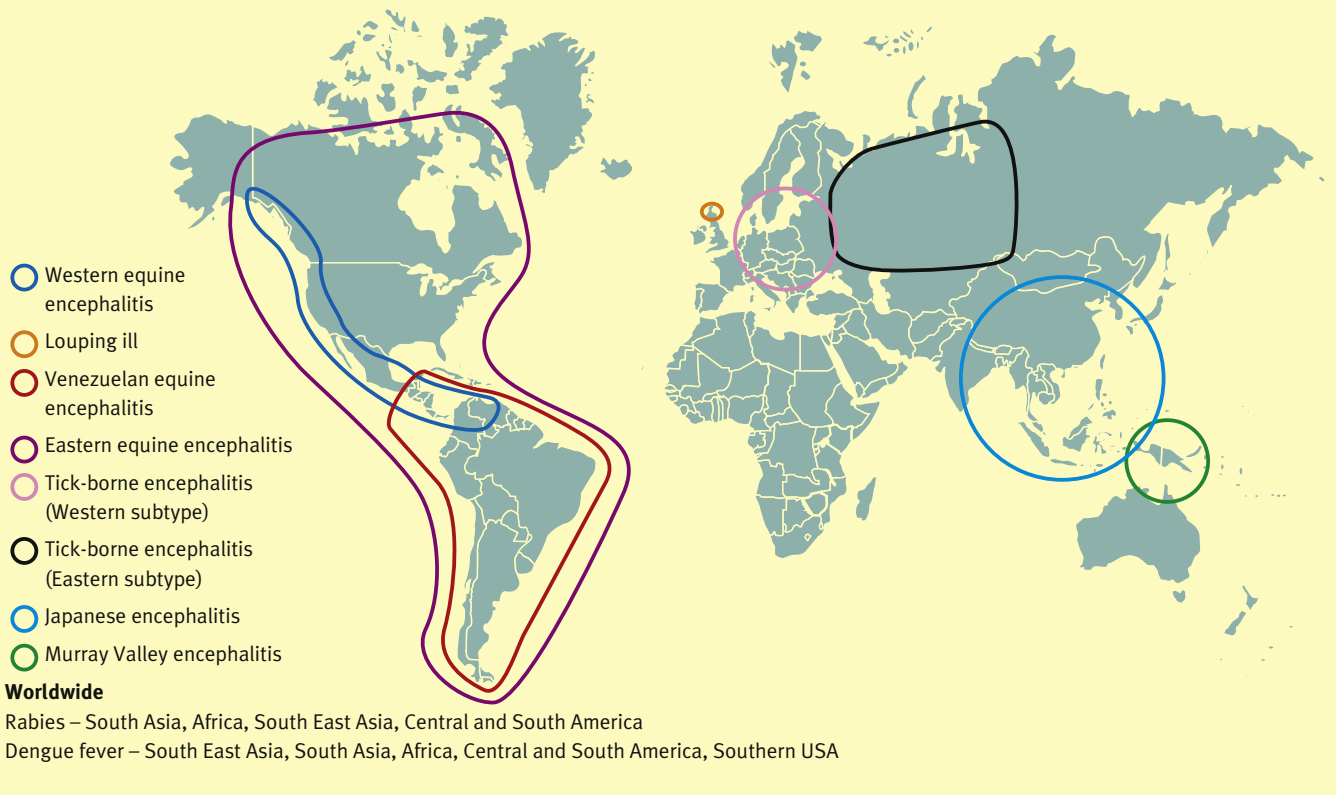 Western equine
encephalitis
Louping ill
Venezuelan equine
encephalitis
Eastern equine encephalitis
Tick-borne encephalitis
(Western subtype)
Tick-borne encephalitis
(Eastern subtype)
Japanese encephalitis
Murray Valley encephalitis
Worldwide
Rabies – South Asia, Africa, South East Asia, Central and South America
Dengue fever – South East Asia, South Asia, Africa, Central and South America, Southern USA